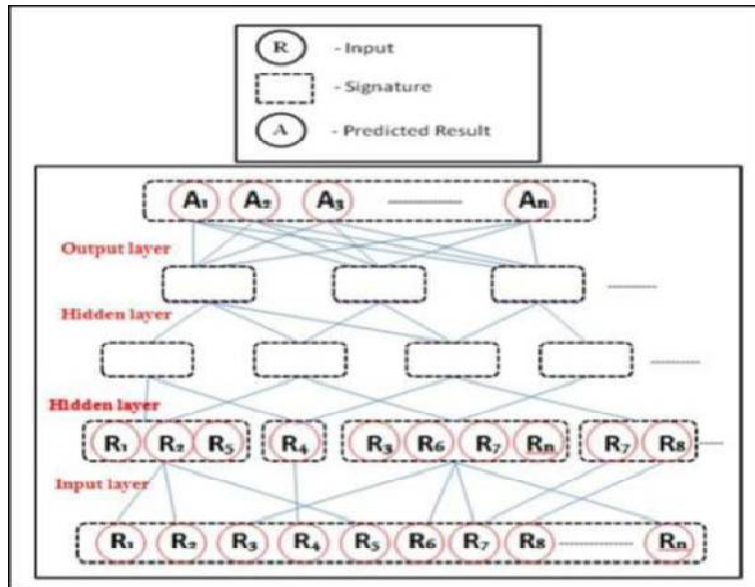 R - Input
- Signature
A - Predicted Result
A1 A2 A3 An
Output layer
Hidden layer
Hidden layer
R1 R2 R5 R4 R3 R6 R7 Rn R7 R8
Input layer
R1 R2 R3 R4 R5 R6 R7 R8 Rn